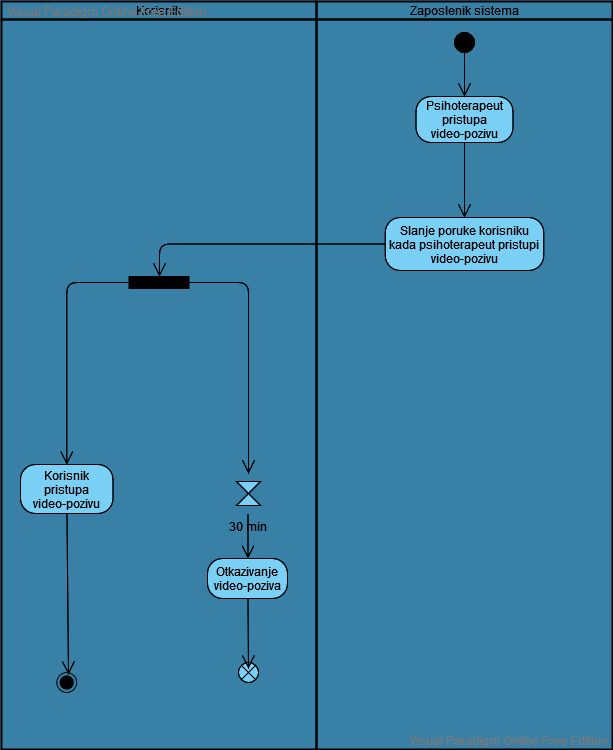 Visual Paradigm Online Free Edition
Korisnik
Zaposlenik sistema
Psihoterapeut
pristupa
video-pozivu
Slanje poruke korisniku
kada psihoterapeut pristupi
video-pozivu
Korisnik
pristupa
video-pozivu
30 min
Otkazivanje
video-poziva
Visual Paradigm Online Free Edition